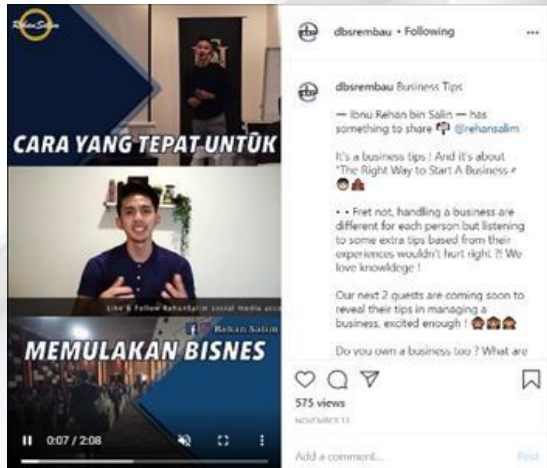 RehanSalim
CARA YANG TEPAT UNTUK
Like & Follow RehanSalim social media acco
Rehan Salim
MEMULAKAN BISNES
0:07 / 2:08
dbsrembau • Following
dbsrembau Business Tips
— Ibnu Rehan bin Salin — has
something to share @rehansalim
It's a business tips ! And it's about
"The Right Way to Start A Business
• • Fret not, handling a business are
different for each person but listening
to some extra tips based from their
experiences wouldn't hurt right ?! We
love knowldege !
Our next 2 guests are coming soon to
reveal their tips in managing a
business, excited enough !
Do you own a business too ? What are
575 views
NOVEMBER 13
Add a comment...
Post